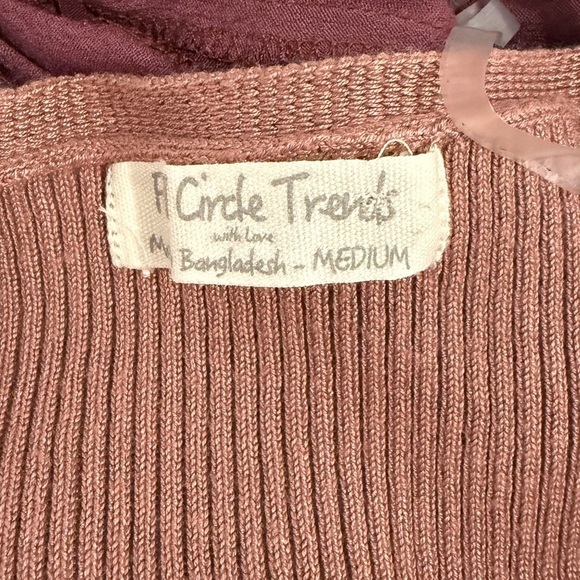 Circle Trends
with Love
Bangladesh - MEDIUM